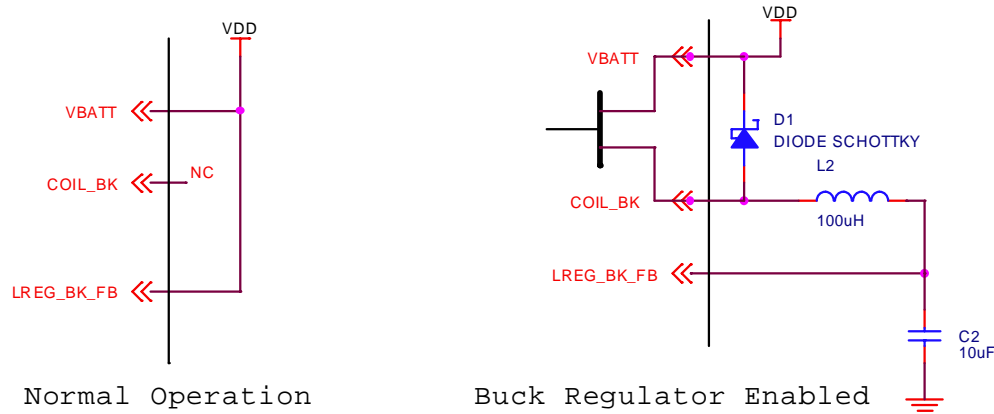 VDD
VBATT
COIL_BK
NC
LREG_BK_FB
Normal Operation
VDD
VBATT
D1
DIODE SCHOTTKY
L2
COIL_BK
100uH
LREG_BK_FB
C2
10uF
Buck Regulator Enabled